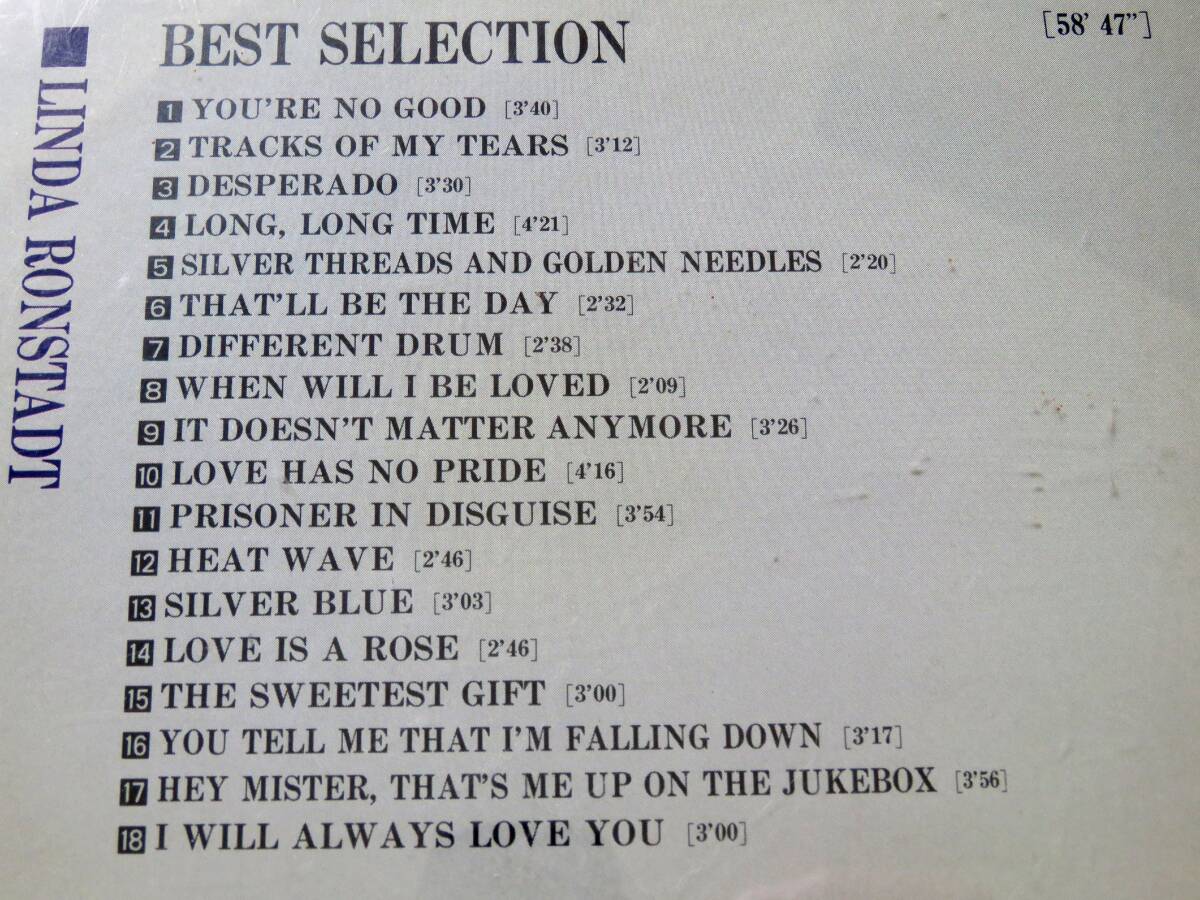 LINDA RONSTADT
BEST SELECTION
[58' 47"]
1 YOU'RE NO GOOD [3'40]
2 TRACKS OF MY TEARS [3'12]
3 DESPERADO [3'30]
4 LONG, LONG TIME [4'21]
5 SILVER THREADS AND GOLDEN NEEDLES [2'20]
6 THAT'LL BE THE DAY [2'32]
7 DIFFERENT DRUM [2'38]
8 WHEN WILL I BE LOVED [2'09]
9 IT DOESN'T MATTER ANYMORE [3'26]
10 LOVE HAS NO PRIDE [4'16]
11 PRISONER IN DISGUISE [3'54]
12 HEAT WAVE [2'46]
13 SILVER BLUE [3'03]
14 LOVE IS A ROSE [2'46]
15 THE SWEETEST GIFT [3'00]
16 YOU TELL ME THAT I'M FALLING DOWN [3'17]
17 HEY MISTER, THAT'S ME UP ON THE JUKEBOX [3'56]
18 I WILL ALWAYS LOVE YOU [3'00]